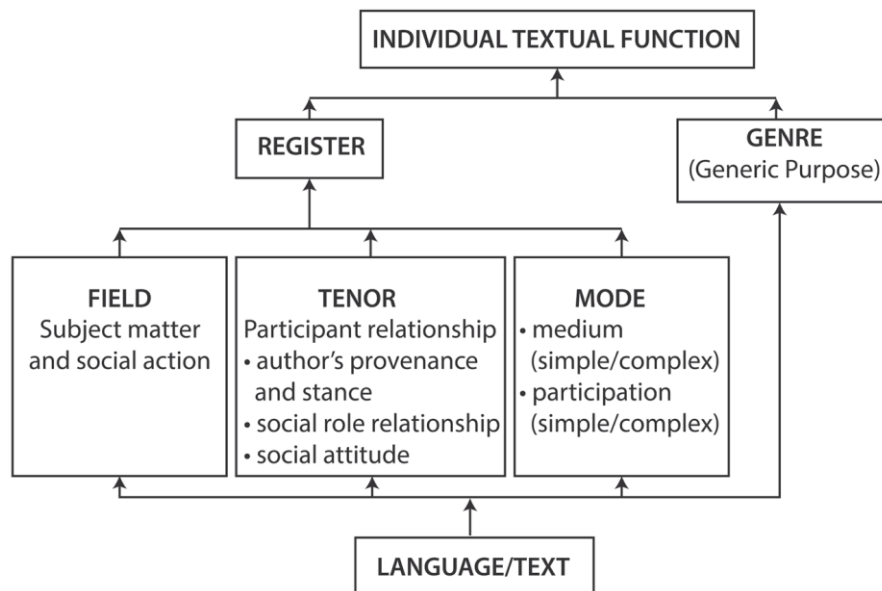 INDIVIDUAL TEXTUAL FUNCTION
REGISTER
GENRE
(Generic Purpose)
FIELD
Subject matter
and social action
TENOR
Participant relationship
• author’s provenance
and stance
• social role relationship
• social attitude
MODE
• medium
(simple/complex)
• participation
(simple/complex)
LANGUAGE/TEXT